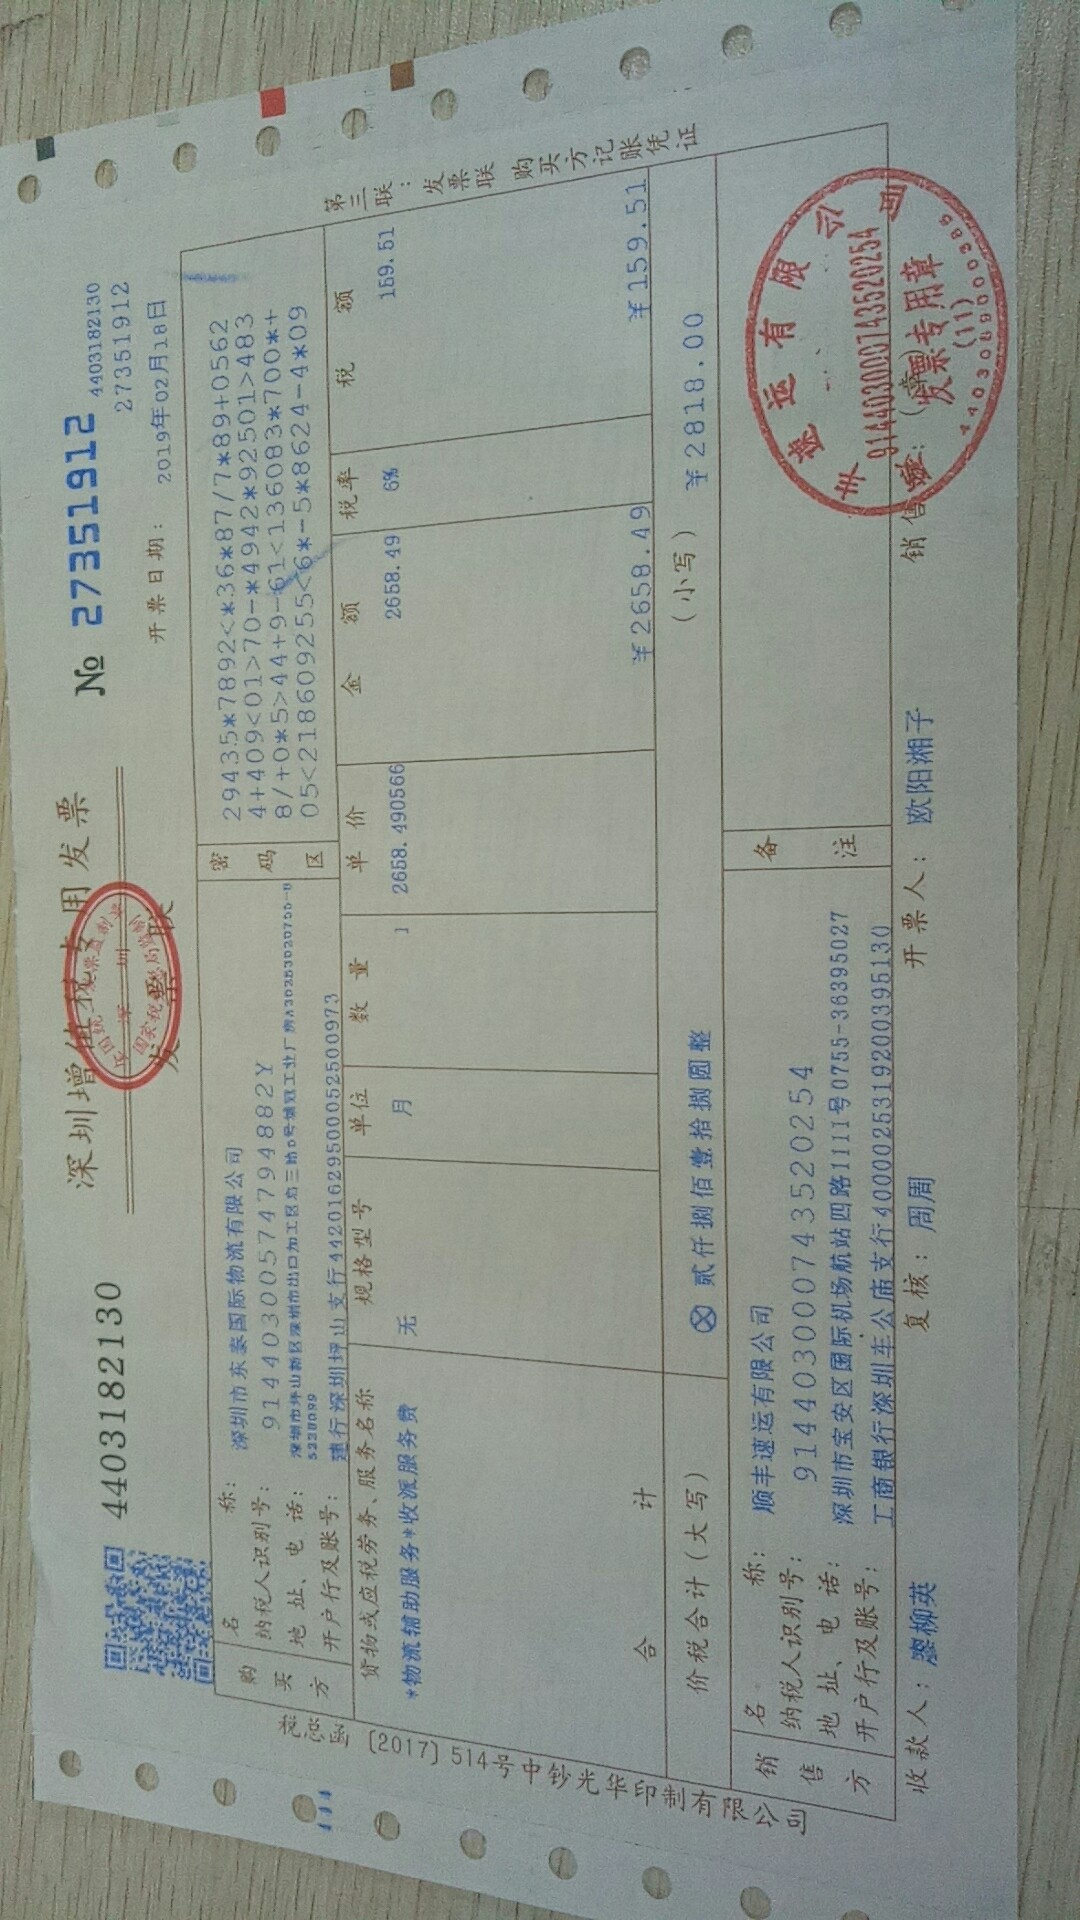 4403182130
深圳增值税专用发票
№ 27351912
4403182130
27351912
发票联
开票日期: 2019年02月18日
税总函〔2017〕514号中钞光华印制有限公司
第三联:发票联 购买方记账凭证
购买方
名称: 深圳市东泰国际物流有限公司
纳税人识别号: 91440300574794882Y
地址、电话:
开户行及账号: 建行深圳坪山支行44201629500052500973
密码区
29435*7892<*36*87/7*89+0562
4+409<01>70-*4942*92501>483
8/+0*5>44+9-61<136083*700*+
05<218609255<6*-5*8624-4*09
货物或应税劳务、服务名称 规格型号 单位 数量 单价 金额 税率 税额
*物流辅助服务*收派服务费 无 月 1 2658.490566 2658.49 6% 159.51
合计 ¥2658.49 ¥159.51
价税合计(大写) ⊗ 贰仟捌佰壹拾捌圆整 (小写) ¥2818.00
销售方
名称: 顺丰速运有限公司
纳税人识别号: 914403000743520254
地址、电话: 深圳市宝安区国际机场航站四路1111号0755-36395027
开户行及账号: 工商银行深圳车公庙支行4000025319200395130
备注
收款人: 廖柳英 复核: 周周 开票人: 欧阳湘子 销售方:(章)
速运有限公司
914403000743520254
发票专用章
(11)